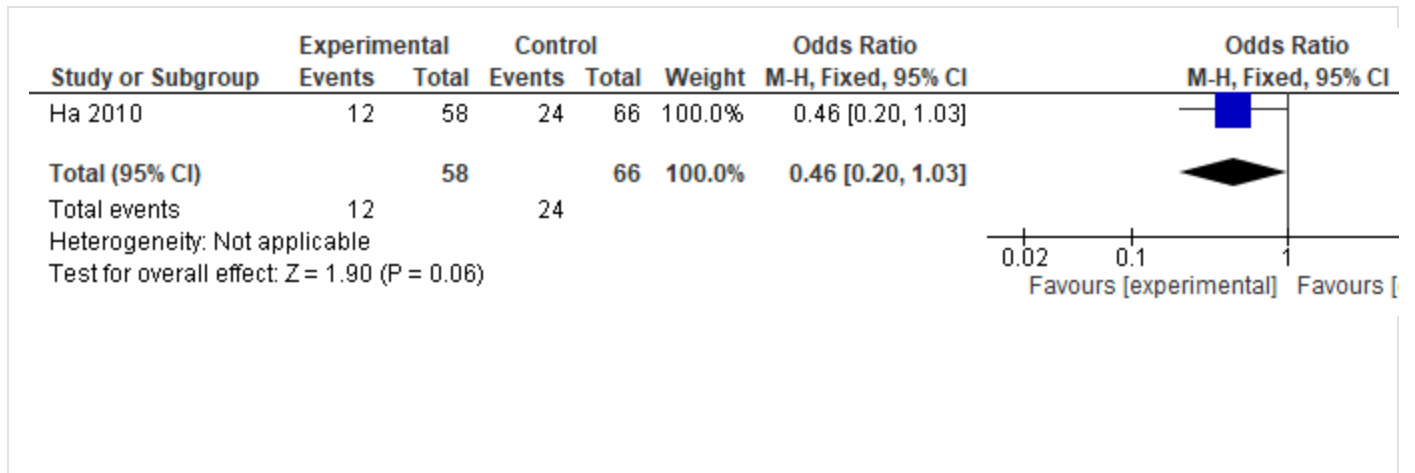 Experimental Control Odds Ratio Odds Ratio
Study or Subgroup Events Total Events Total Weight M-H, Fixed, 95% CI M-H, Fixed, 95% CI
Ha 2010 12 58 24 66 100.0% 0.46 [0.20, 1.03]
Total (95% CI) 58 66 100.0% 0.46 [0.20, 1.03]
Total events 12 24
Heterogeneity: Not applicable
Test for overall effect: Z = 1.90 (P = 0.06)
0.02 0.1 1
Favours [experimental] Favours [